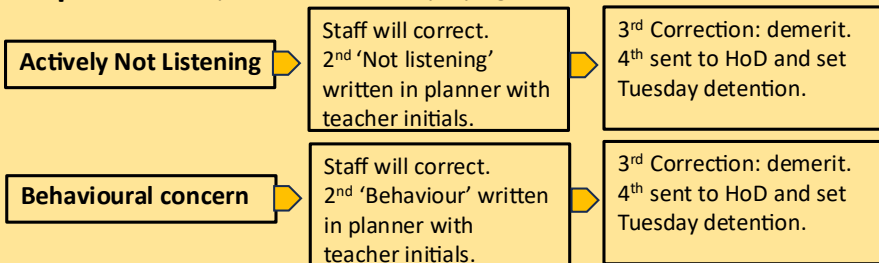 Actively Not Listening
Staff will correct.
2nd ‘Not listening’
written in planner with
teacher initials.
3rd Correction: demerit.
4th sent to HoD and set
Tuesday detention.
Behavioural concern
Staff will correct.
2nd ‘Behaviour’ written
in planner with
teacher initials.
3rd Correction: demerit.
4th sent to HoD and set
Tuesday detention.